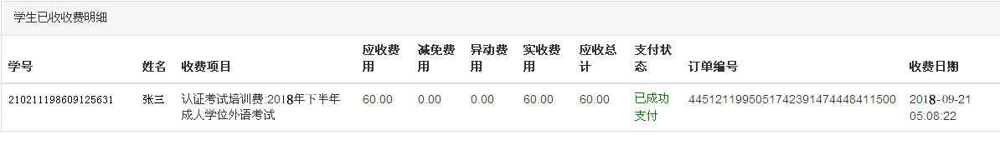 学生已收收费明细
学号 姓名 收费项目 应收费用 减免费用 异动费用 实收费用 应收总计 支付状态 订单编号 收费日期
210211198609125631 张三 认证考试培训费:2018年下半年成人学位外语考试 60.00 0.00 0.00 60.00 60.00 已成功支付 4451211995051742391474448411500 2018-09-21 05:08:22